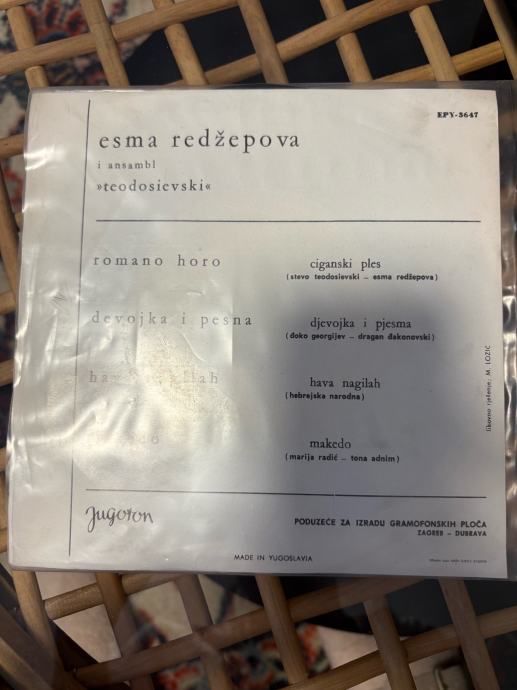 EPY-3647
esma redžepova
i ansambl
»teodosievski«
romano horo
ciganski ples
(stevo teodosievski — esma redžepova)
devojka i pesna
djevojka i pjesma
(đoko georgijev — dragan đakonovski)
hava nagilah
(hebrejska narodna)
makedo
(marija radić — tona adnim)
likovno rješenje: M. LOZIĆ
Jugoton
PODUZEĆE ZA IZRADU GRAMOFONSKIH PLOČA
ZAGREB — DUBRAVA
MADE IN YUGOSLAVIA